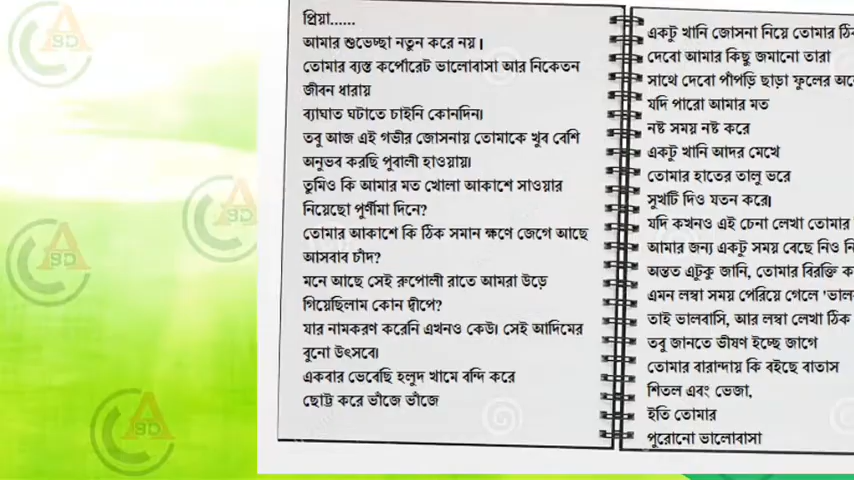 প্রিয়া......
আমার শুভেচ্ছা নতুন করে নয়।
তোমার ব্যস্ত কর্পোরেট ভালোবাসা আর নিকেতন
জীবন ধারায়
ব্যাঘাত ঘটাতে চাইনি কোনদিন।
তবু আজ এই গভীর জোসনায় তোমাকে খুব বেশি
অনুভব করছি পুবালী হাওয়ায়।
তুমিও কি আমার মত খোলা আকাশে সাওয়ার
নিয়েছো পুর্ণীমা দিনে?
তোমার আকাশে কি ঠিক সমান ক্ষণে জেগে আছে
আসবাব চাঁদ?
মনে আছে সেই রুপোলী রাতে আমরা উড়ে
গিয়েছিলাম কোন দ্বীপে?
যার নামকরণ করেনি এখনও কেউ। সেই আদিমের
বুনো উৎসবে।
একবার ভেবেছি হলুদ খামে বন্দি করে
ছোট্ট করে ভাঁজে ভাঁজে
একটু খানি জোসনা নিয়ে তোমার
দেবো আমার কিছু জমানো তারা
সাথে দেবো পাঁপড়ি ছাড়া ফুলের
যদি পারো আমার মত
নষ্ট সময় নষ্ট করে
একটু খানি আদর মেখে
তোমার হাতের তালু ভরে
সুখটি দিও যতন করে।
যদি কখনও এই চেনা লেখা তোমার
আমার জন্য একটু সময় বেছে নিও
অন্তত এটুকু জানি, তোমার বিরক্তি
এমন লম্বা সময় পেরিয়ে গেলে
তাই ভালবাসি, আর লম্বা লেখা ঠিক
তবু জানতে ভীষণ ইচ্ছে জাগে
তোমার বারান্দায় কি বইছে বাতাস
শিতল এবং ভেজা,
ইতি তোমার
পুরোনো ভালোবাসা